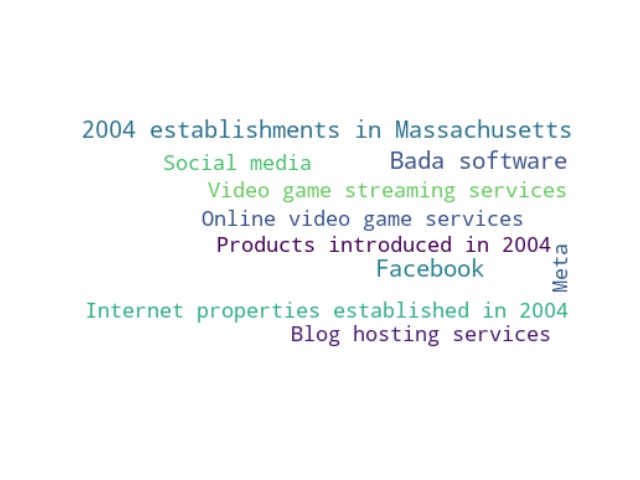 2004 establishments in Massachusetts
Social media
Bada software
Video game streaming services
Online video game services
Products introduced in 2004
Meta
Facebook
Internet properties established in 2004
Blog hosting services